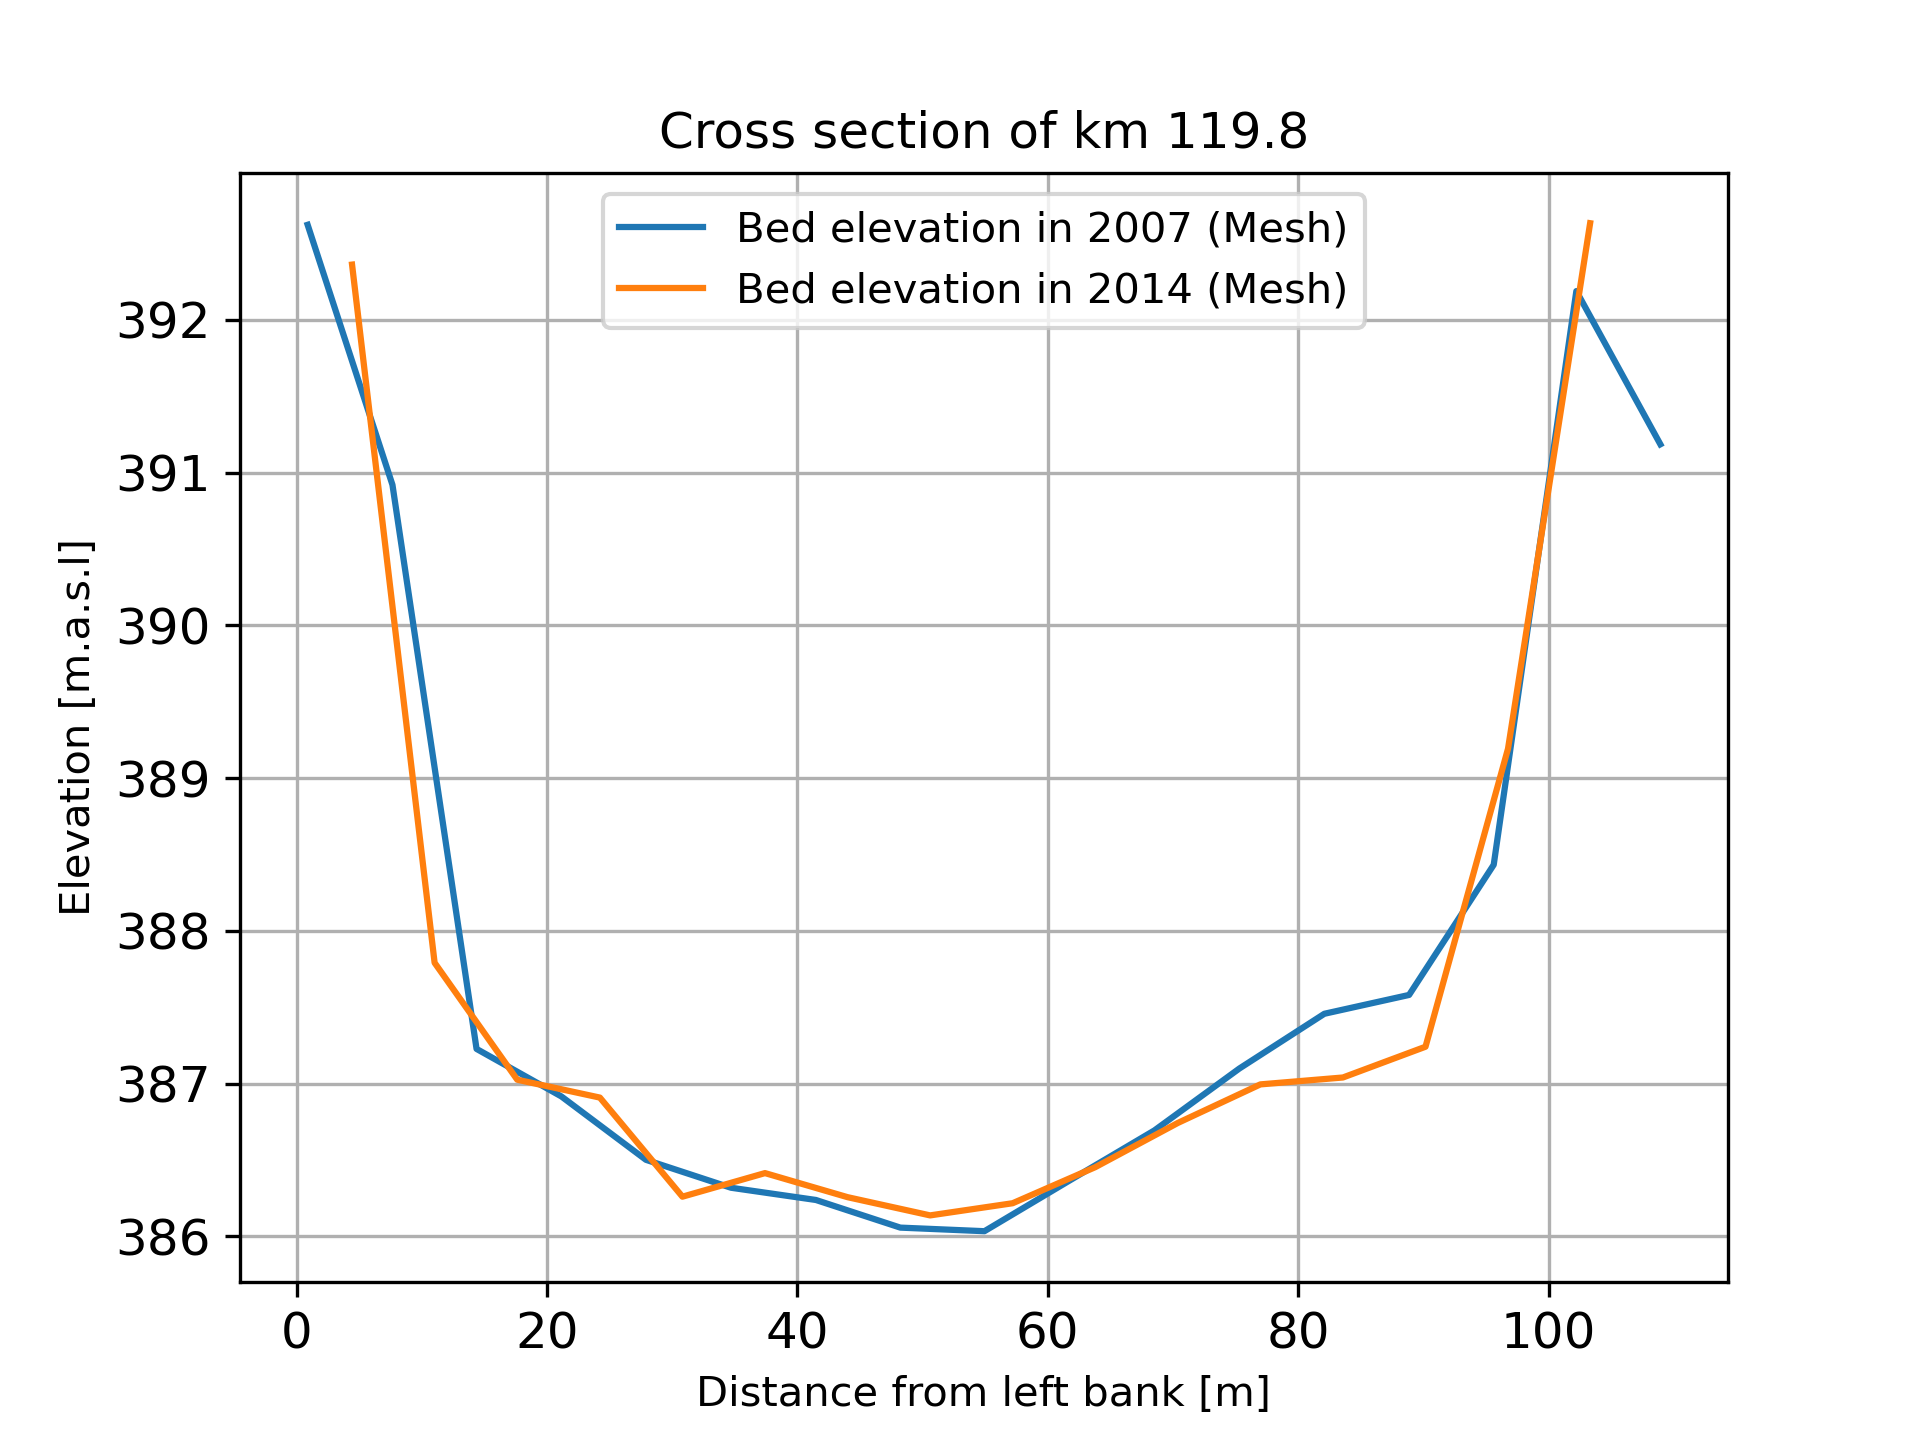 Cross section of km 119.8
Bed elevation in 2007 (Mesh)
Bed elevation in 2014 (Mesh)
Elevation [m.a.s.l]
392
391
390
389
388
387
386
0 20 40 60 80 100
Distance from left bank [m]